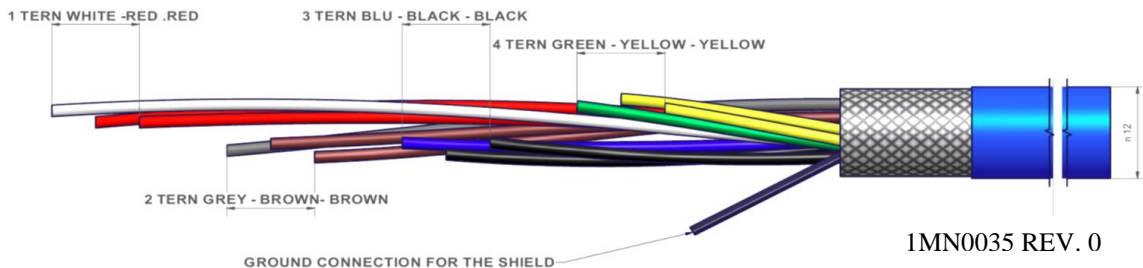 1 TERN WHITE -RED .RED
3 TERN BLU - BLACK - BLACK
4 TERN GREEN - YELLOW - YELLOW
n 12
2 TERN GREY - BROWN- BROWN
1MN0035 REV. 0
GROUND CONNECTION FOR THE SHIELD